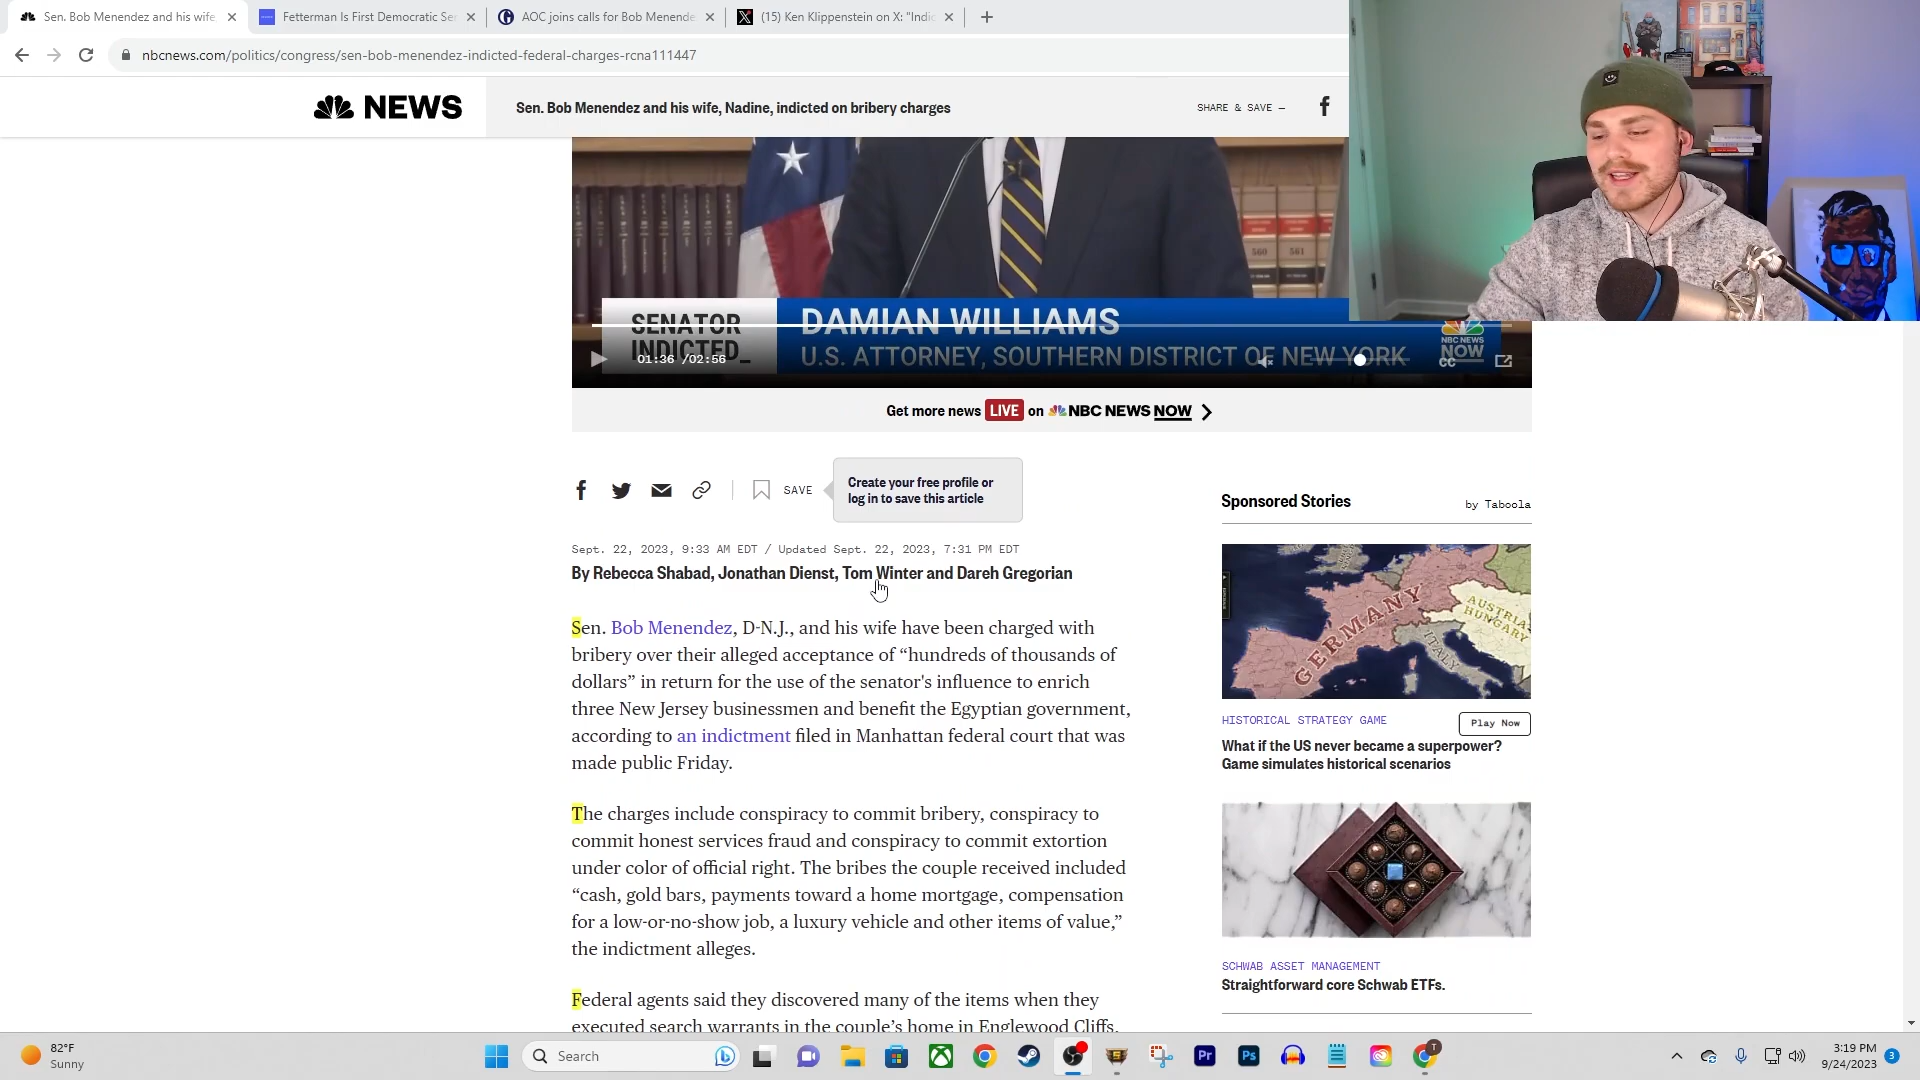 Sen. Bob Menendez and his wife,
Fetterman Is First Democratic Sen
AOC joins calls for Bob Menende
(15) Ken Klippenstein on X: "Indic
nbcnews.com/politics/congress/sen-bob-menendez-indicted-federal-charges-rcna111447
NEWS
Sen. Bob Menendez and his wife, Nadine, indicted on bribery charges
SHARE & SAVE —
560
561
SENATOR
INDICTED_
DAMIAN WILLIAMS
U.S. ATTORNEY, SOUTHERN DISTRICT OF NEW YORK
01:36 /02:56
NBC NEWS
NOW
CC
Get more news LIVE on NBC NEWS NOW
SAVE
Create your free profile or
log in to save this article
Sept. 22, 2023, 9:33 AM EDT / Updated Sept. 22, 2023, 7:31 PM EDT
By Rebecca Shabad, Jonathan Dienst, Tom Winter and Dareh Gregorian
Sen. Bob Menendez, D-N.J., and his wife have been charged with
bribery over their alleged acceptance of “hundreds of thousands of
dollars” in return for the use of the senator's influence to enrich
three New Jersey businessmen and benefit the Egyptian government,
according to an indictment filed in Manhattan federal court that was
made public Friday.
The charges include conspiracy to commit bribery, conspiracy to
commit honest services fraud and conspiracy to commit extortion
under color of official right. The bribes the couple received included
“cash, gold bars, payments toward a home mortgage, compensation
for a low-or-no-show job, a luxury vehicle and other items of value,”
the indictment alleges.
Federal agents said they discovered many of the items when they
executed search warrants in the couple’s home in Englewood Cliffs,
Sponsored Stories
by Taboola
GERMANY
AUSTRIA
HUNGARY
ITALY
HISTORICAL STRATEGY GAME
Play Now
What if the US never became a superpower?
Game simulates historical scenarios
SCHWAB ASSET MANAGEMENT
Straightforward core Schwab ETFs.
82°F
Sunny
Search
Pr
Ps
T
3:19 PM
9/24/2023
3